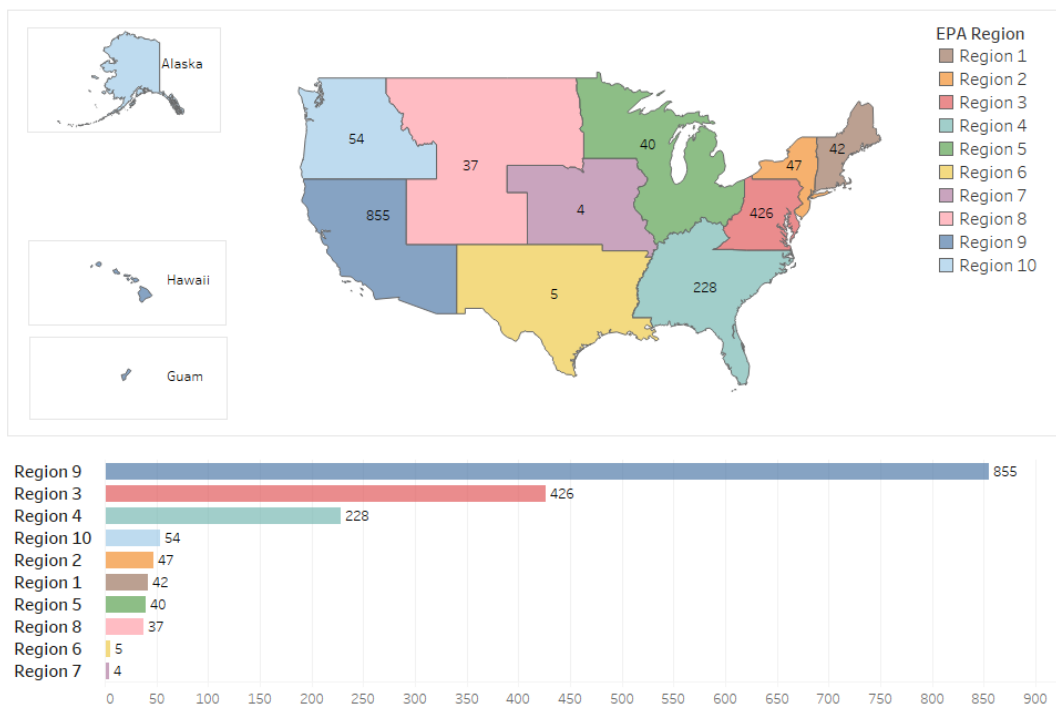 EPA Region
Region 1
Region 2
Region 3
Region 4
Region 5
Region 6
Region 7
Region 8
Region 9
Region 10
Alaska
Hawaii
Guam
54
37
40
47
42
855
4
426
5
228
Region 9 855
Region 3 426
Region 4 228
Region 10 54
Region 2 47
Region 1 42
Region 5 40
Region 8 37
Region 6 5
Region 7 4
0 50 100 150 200 250 300 350 400 450 500 550 600 650 700 750 800 850 900